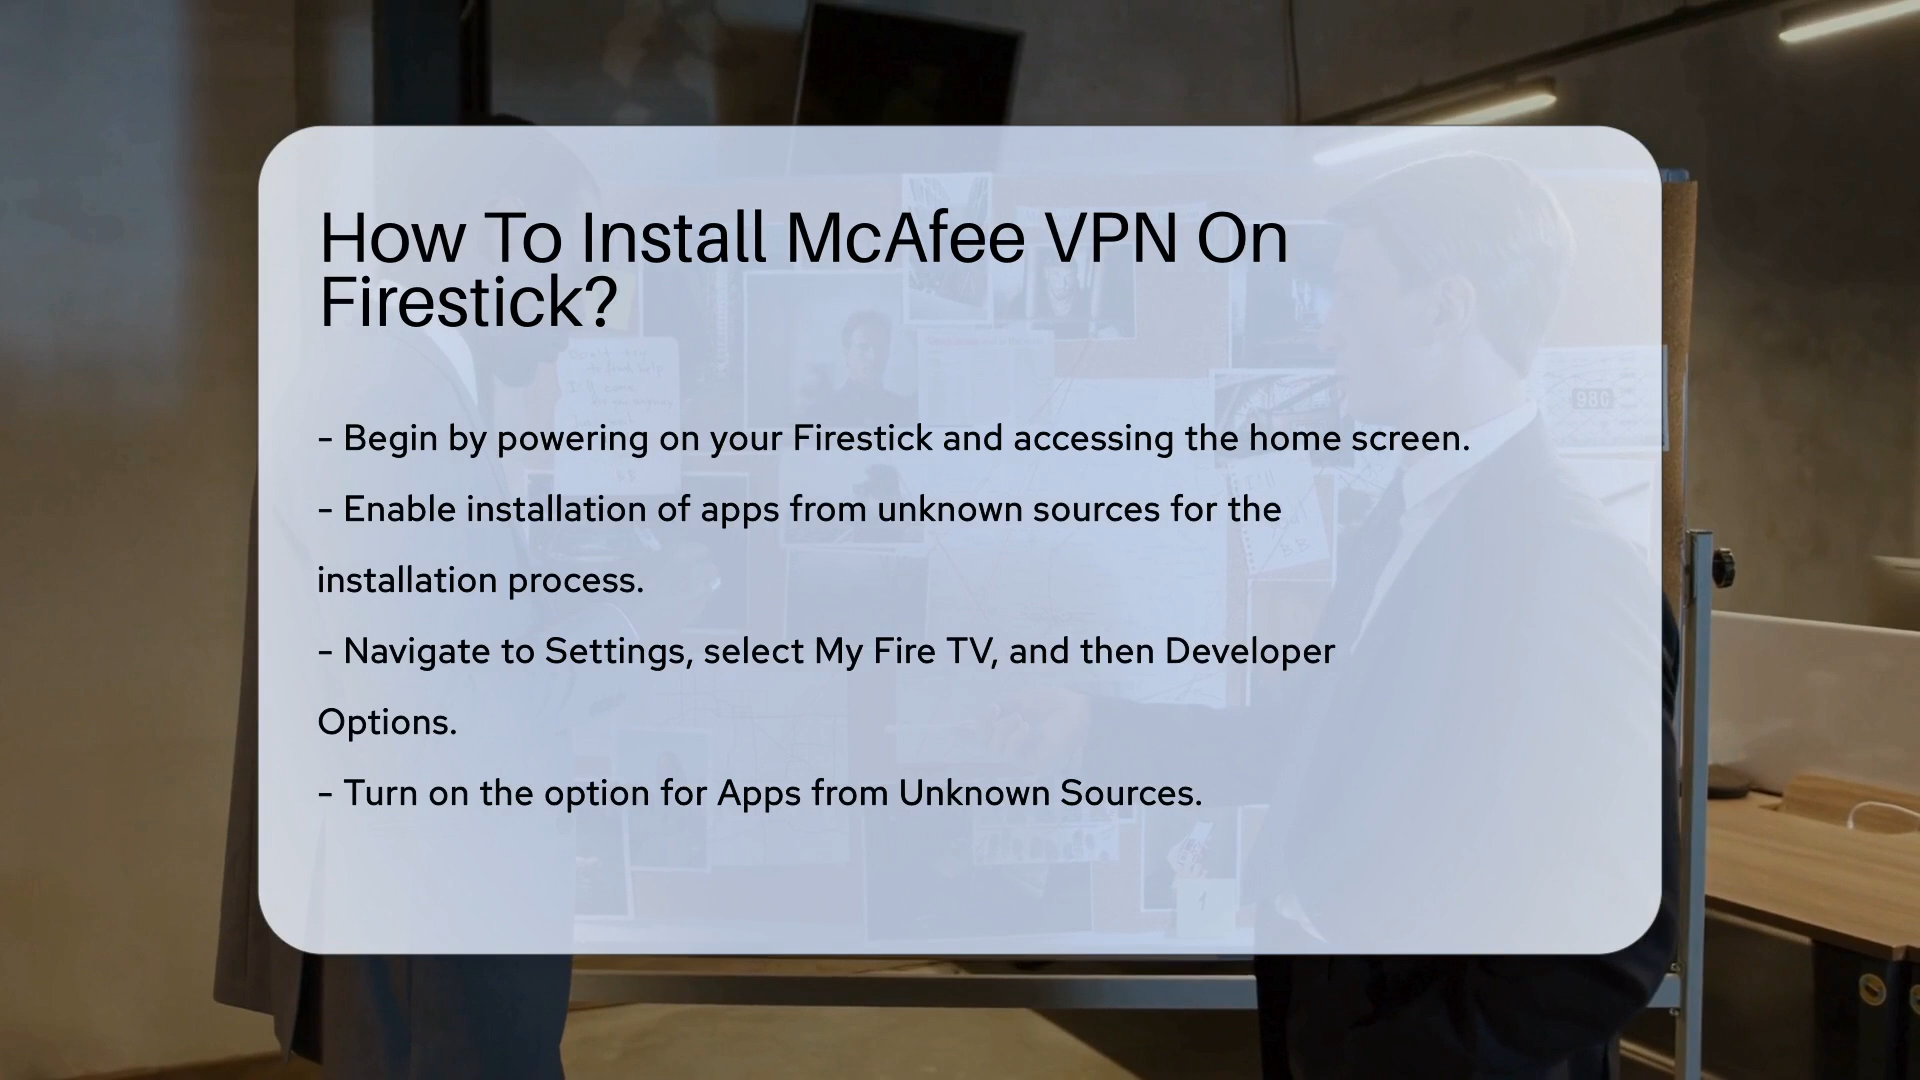 How To Install McAfee VPN On
Firestick?
- Begin by powering on your Firestick and accessing the home screen.
- Enable installation of apps from unknown sources for the
installation process.
- Navigate to Settings, select My Fire TV, and then Developer
Options.
- Turn on the option for Apps from Unknown Sources.
980
1